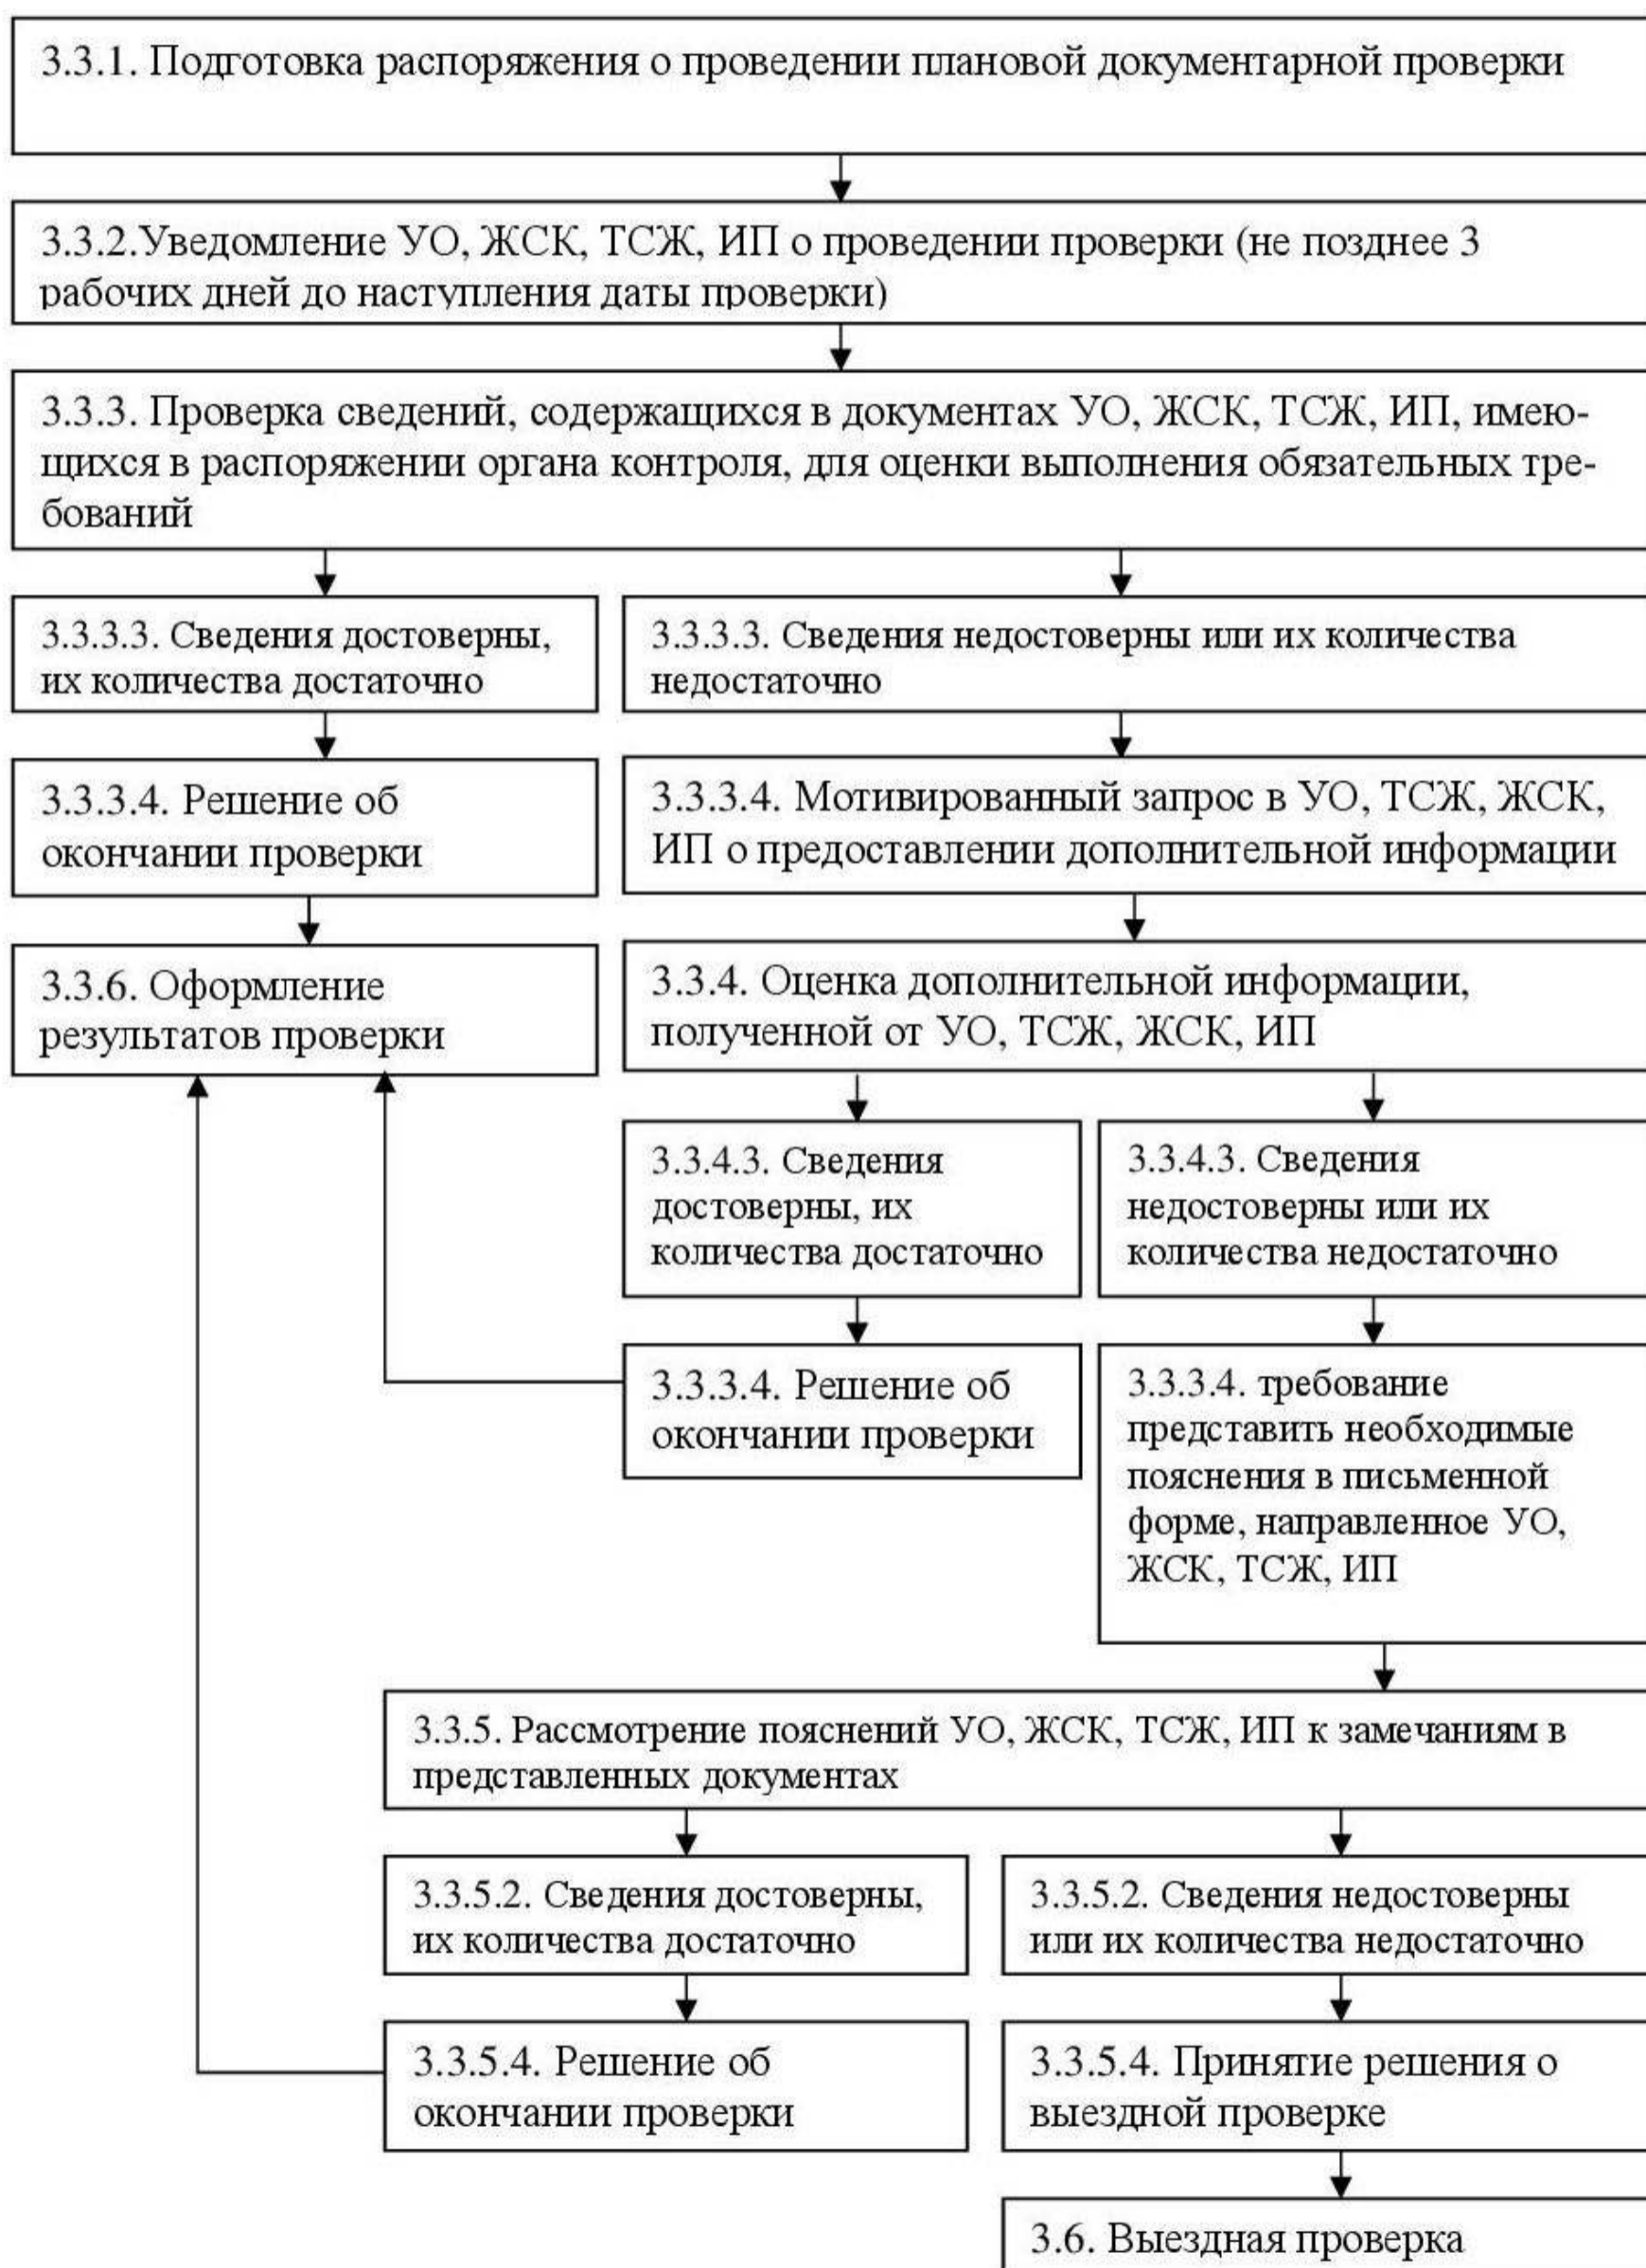 3.3.1. Подготовка распоряжения о проведении плановой документарной проверки
3.3.2.Уведомление УО, ЖСК, ТСЖ, ИП о проведении проверки (не позднее 3
рабочих дней до наступления даты проверки)
3.3.3. Проверка сведений, содержащихся в документах УО, ЖСК, ТСЖ, ИП, имею-
щихся в распоряжении органа контроля, для оценки выполнения обязательных тре-
бований
3.3.3.3. Сведения достоверны,
их количества достаточно
3.3.3.3. Сведения недостоверны или их количества
недостаточно
3.3.3.4. Решение об
окончании проверки
3.3.3.4. Мотивированный запрос в УО, ТСЖ, ЖСК,
ИП о предоставлении дополнительной информации
3.3.6. Оформление
результатов проверки
3.3.4. Оценка дополнительной информации,
полученной от УО, ТСЖ, ЖСК, ИП
3.3.4.3. Сведения
достоверны, их
количества достаточно
3.3.4.3. Сведения
недостоверны или их
количества недостаточно
3.3.3.4. Решение об
окончании проверки
3.3.3.4. требование
представить необходимые
пояснения в письменной
форме, направленное УО,
ЖСК, ТСЖ, ИП
3.3.5. Рассмотрение пояснений УО, ЖСК, ТСЖ, ИП к замечаниям в
представленных документах
3.3.5.2. Сведения достоверны,
их количества достаточно
3.3.5.2. Сведения недостоверны
или их количества недостаточно
3.3.5.4. Решение об
окончании проверки
3.3.5.4. Принятие решения о
выездной проверке
3.6. Выездная проверка